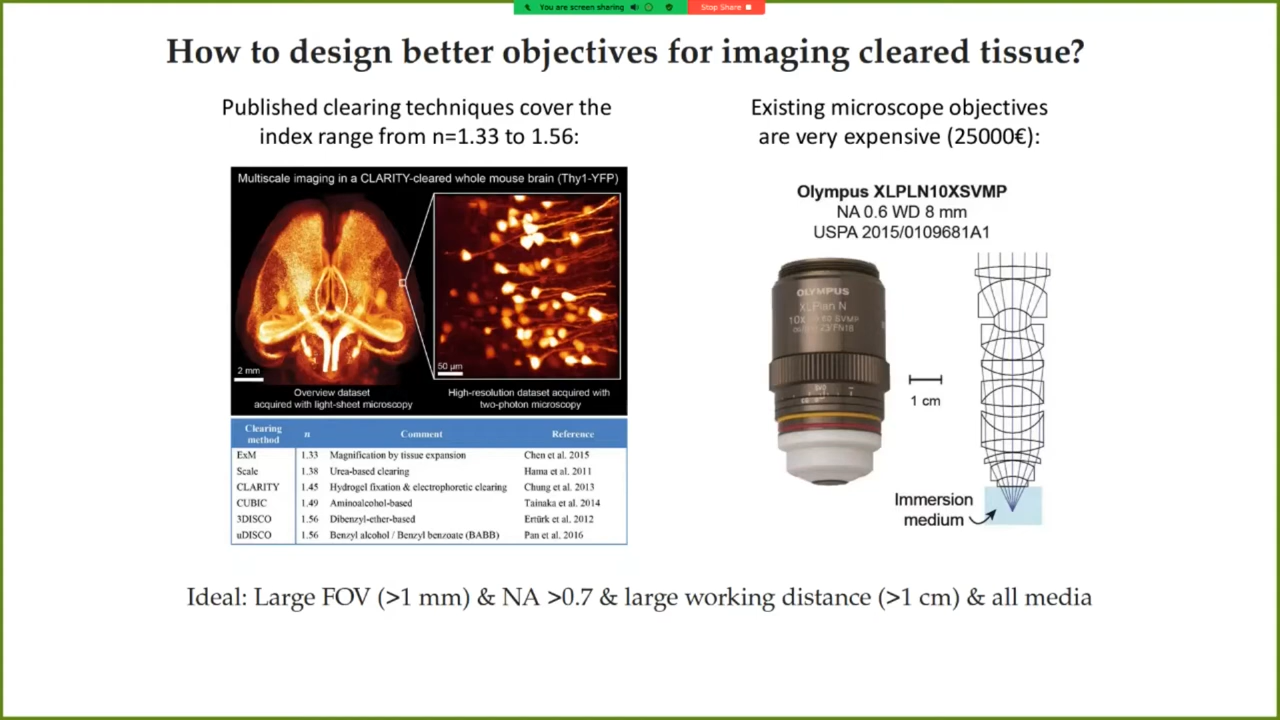 You are screen sharing
Stop Share
How to design better objectives for imaging cleared tissue?
Published clearing techniques cover the
index range from n=1.33 to 1.56:
Multiscale imaging in a CLARITY-cleared whole mouse brain (Thy1-YFP)
2 mm
50 µm
Overview dataset
acquired with light-sheet microscopy
High-resolution dataset acquired with
two-photon microscopy
Clearing method n Comment Reference
ExM 1.33 Magnification by tissue expansion Chen et al. 2015
Scale 1.38 Urea-based clearing Hama et al. 2011
CLARITY 1.45 Hydrogel fixation & electrophoretic clearing Chung et al. 2013
CUBIC 1.49 Aminoalcohol-based Tainaka et al. 2014
3DISCO 1.56 Dibenzyl-ether-based Ertürk et al. 2012
uDISCO 1.56 Benzyl alcohol / Benzyl benzoate (BABB) Pan et al. 2016
Existing microscope objectives
are very expensive (25000€):
Olympus XLPLN10XSVMP
NA 0.6 WD 8 mm
USPA 2015/0109681A1
OLYMPUS
XLPlan N
10X SVMP
1 cm
Immersion
medium
Ideal: Large FOV (>1 mm) & NA >0.7 & large working distance (>1 cm) & all media